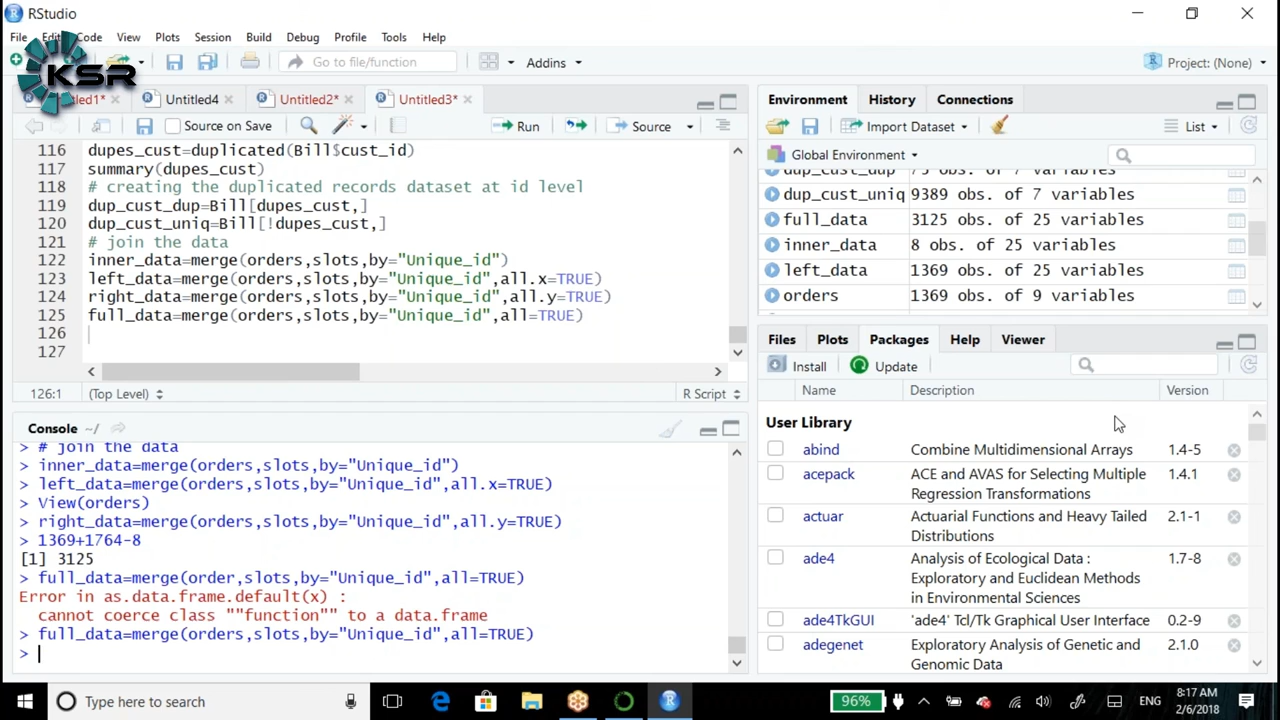 RStudio
File Edit Code View Plots Session Build Debug Profile Tools Help
KSR
Go to file/function
Addins
Project: (None)
Untitled4
Untitled2*
Untitled3*
Source on Save
Run
Source
116 dupes_cust=duplicated(Bill$cust_id)
117 summary(dupes_cust)
118 # creating the duplicated records dataset at id level
119 dup_cust_dup=Bill[dupes_cust,]
120 dup_cust_uniq=Bill[!dupes_cust,]
121 # join the data
122 inner_data=merge(orders,slots,by="Unique_id")
123 left_data=merge(orders,slots,by="Unique_id",all.x=TRUE)
124 right_data=merge(orders,slots,by="Unique_id",all.y=TRUE)
125 full_data=merge(orders,slots,by="Unique_id",all=TRUE)
126
127
126:1 (Top Level) R Script
Console ~/
> # join the data
> inner_data=merge(orders,slots,by="Unique_id")
> left_data=merge(orders,slots,by="Unique_id",all.x=TRUE)
> View(orders)
> right_data=merge(orders,slots,by="Unique_id",all.y=TRUE)
> 1369+1764-8
[1] 3125
> full_data=merge(order,slots,by="Unique_id",all=TRUE)
Error in as.data.frame.default(x) :
cannot coerce class ""function"" to a data.frame
> full_data=merge(orders,slots,by="Unique_id",all=TRUE)
>
Environment History Connections
Import Dataset
List
Global Environment
dup_cust_dup 75 obs. of 7 variables
dup_cust_uniq 9389 obs. of 7 variables
full_data 3125 obs. of 25 variables
inner_data 8 obs. of 25 variables
left_data 1369 obs. of 25 variables
orders 1369 obs. of 9 variables
Files Plots Packages Help Viewer
Install Update
Name Description Version
User Library
abind Combine Multidimensional Arrays 1.4-5
acepack ACE and AVAS for Selecting Multiple 1.4.1
Regression Transformations
actuar Actuarial Functions and Heavy Tailed 2.1-1
Distributions
ade4 Analysis of Ecological Data : 1.7-8
Exploratory and Euclidean Methods
in Environmental Sciences
ade4TkGUI 'ade4' Tcl/Tk Graphical User Interface 0.2-9
adegenet Exploratory Analysis of Genetic and 2.1.0
Genomic Data
Type here to search
96%
ENG
8:17 AM
2/6/2018